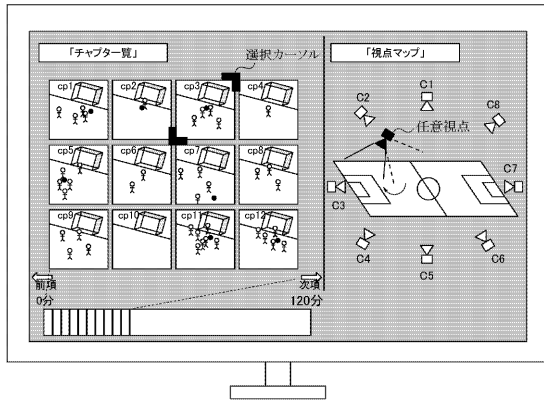 「チャプター覧」
選択カーソル
「視点マップ」
cp1
cp2
cp3
cp4
cp5
cp6
cp7
cp8
cp9
cp10
cp11
cp12
C1
C2
C8
任意視点
C7
C3
C4
C5
C6
前項
次項
0分
120分